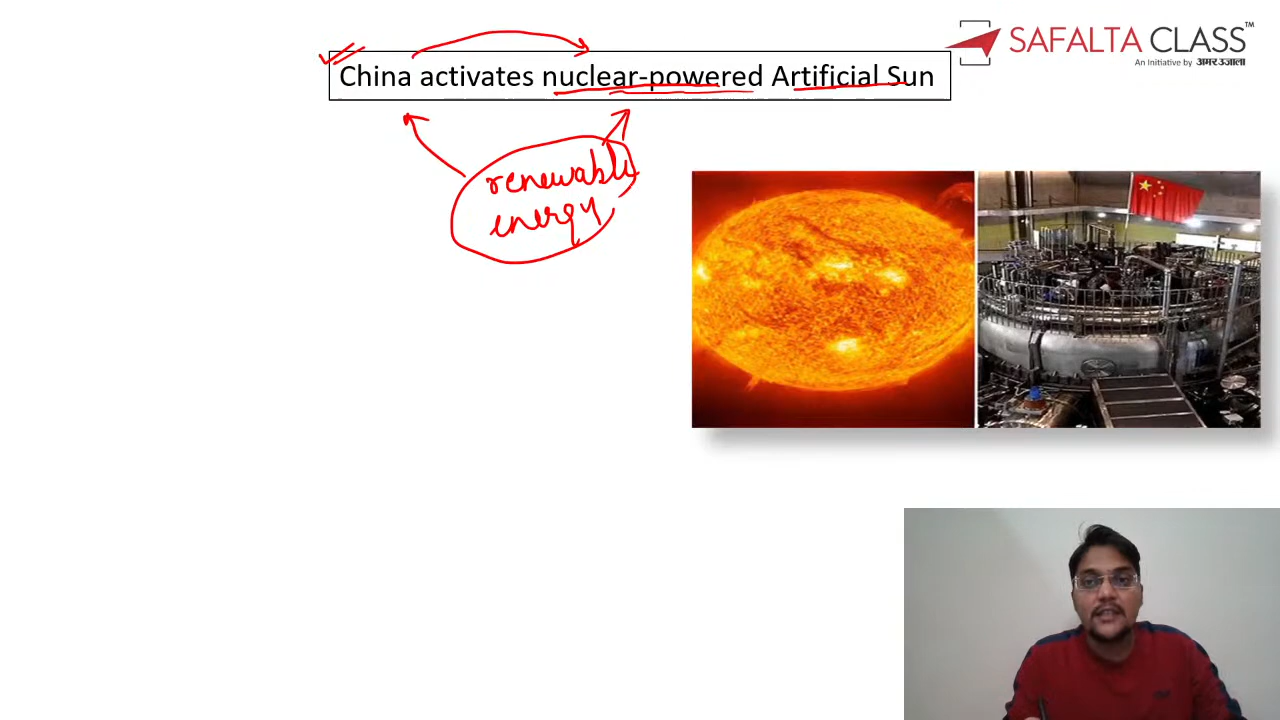 SAFALTA CLASS™
An Initiative by अमर उजाला
China activates nuclear-powered Artificial Sun
renewable
energy